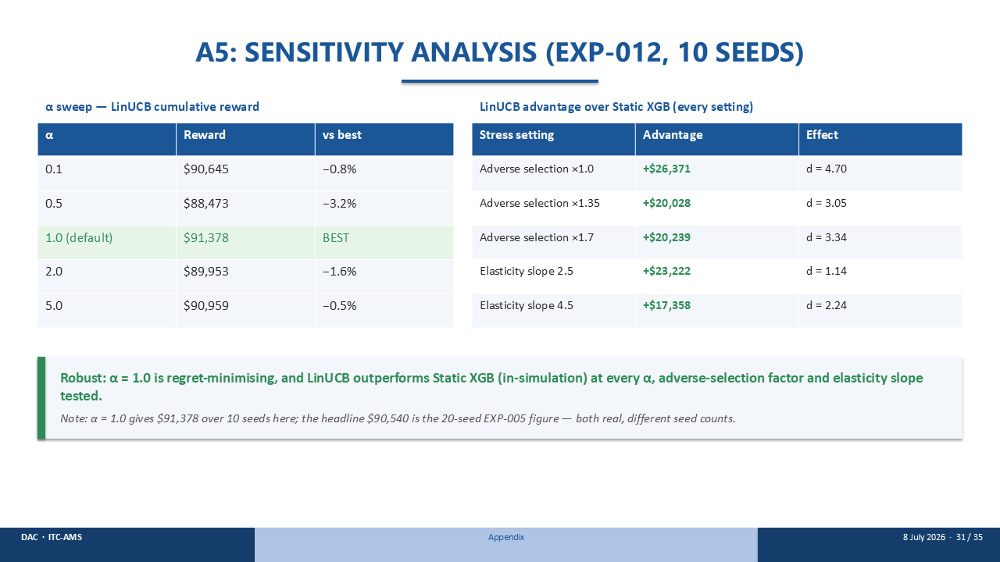 A5: SENSITIVITY ANALYSIS (EXP-012, 10 SEEDS)
α sweep — LinUCB cumulative reward
α Reward vs best
0.1 $90,645 −0.8%
0.5 $88,473 −3.2%
1.0 (default) $91,378 BEST
2.0 $89,953 −1.6%
5.0 $90,959 −0.5%
LinUCB advantage over Static XGB (every setting)
Stress setting Advantage Effect
Adverse selection ×1.0 +$26,371 d = 4.70
Adverse selection ×1.35 +$20,028 d = 3.05
Adverse selection ×1.7 +$20,239 d = 3.34
Elasticity slope 2.5 +$23,222 d = 1.14
Elasticity slope 4.5 +$17,358 d = 2.24
Robust: α = 1.0 is regret-minimising, and LinUCB outperforms Static XGB (in-simulation) at every α, adverse-selection factor and elasticity slope
tested.
Note: α = 1.0 gives $91,378 over 10 seeds here; the headline $90,540 is the 20-seed EXP-005 figure — both real, different seed counts.
DAC · ITC-AMS
Appendix
8 July 2026 · 31 / 35